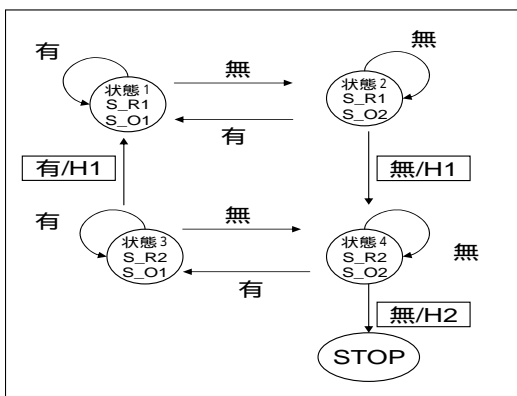 有
無
無
状態1
S_R1
S_O1
状態2
S_R1
S_O2
有
有/H1
無/H1
有
無
状態3
S_R2
S_O1
状態4
S_R2
S_O2
無
有
無/H2
STOP